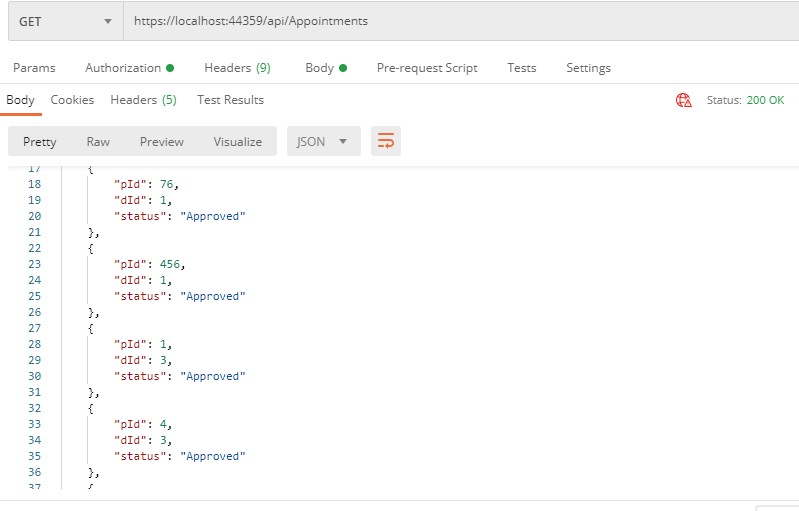 GET https://localhost:44359/api/Appointments
Params Authorization Headers (9) Body Pre-request Script Tests Settings
Body Cookies Headers (5) Test Results Status: 200 OK
Pretty Raw Preview Visualize JSON
17 {
18 "pId": 76,
19 "dId": 1,
20 "status": "Approved"
21 },
22 {
23 "pId": 456,
24 "dId": 1,
25 "status": "Approved"
26 },
27 {
28 "pId": 1,
29 "dId": 3,
30 "status": "Approved"
31 },
32 {
33 "pId": 4,
34 "dId": 3,
35 "status": "Approved"
36 },
37 {